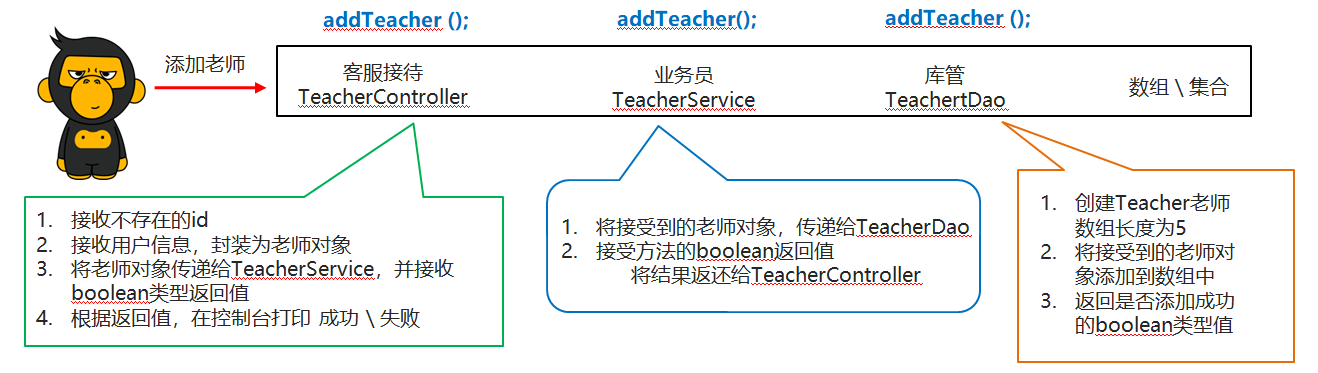 addTeacher ();
addTeacher();
addTeacher ();
添加老师
客服接待
TeacherController
业务员
TeacherService
库管
TeachertDao
数组 \ 集合
1. 接收不存在的id
2. 接收用户信息，封装为老师对象
3. 将老师对象传递给TeacherService，并接收
boolean类型返回值
4. 根据返回值，在控制台打印 成功 \ 失败
1. 将接受到的老师对象，传递给TeacherDao
2. 接受方法的boolean返回值
将结果返还给TeacherController
1. 创建Teacher老师
数组长度为5
2. 将接受到的老师对
象添加到数组中
3. 返回是否添加成功
的boolean类型值